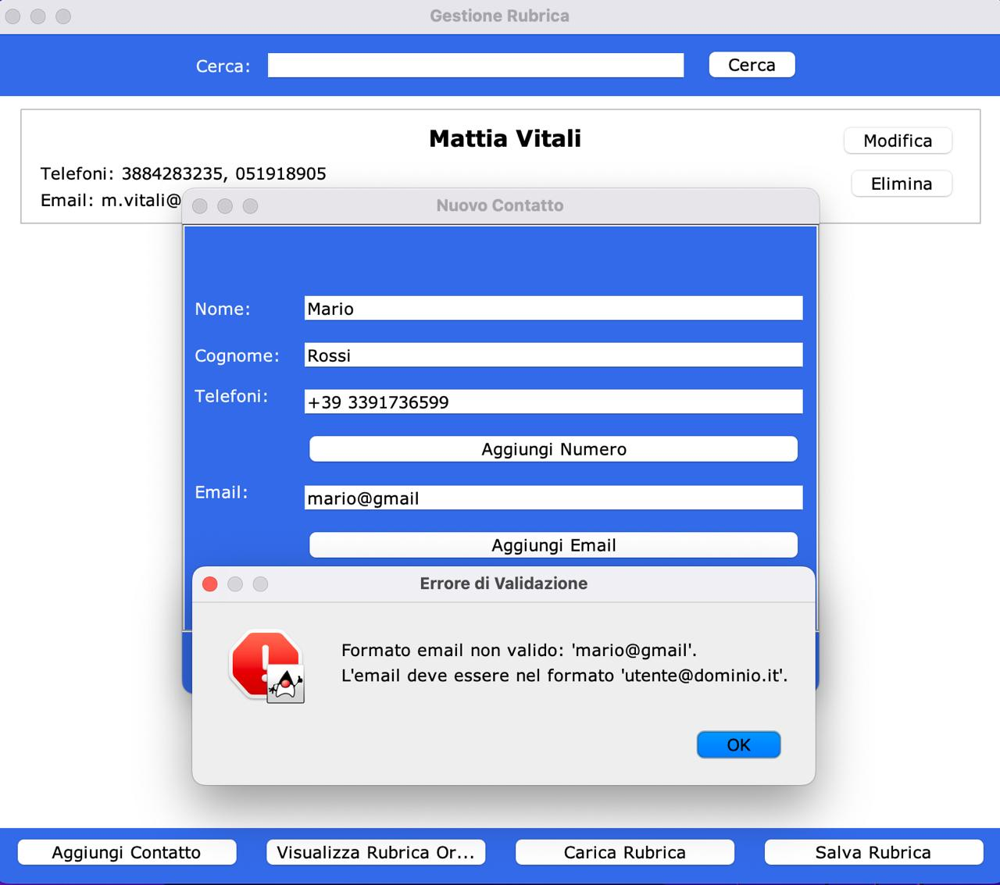 Gestione Rubrica
Cerca:
Cerca
Mattia Vitali
Modifica
Telefoni: 3884283235, 051918905
Elimina
Email: m.vitali@
Nuovo Contatto
Nome:
Mario
Cognome:
Rossi
Telefoni:
+39 3391736599
Aggiungi Numero
Email:
mario@gmail
Aggiungi Email
Errore di Validazione
Formato email non valido: 'mario@gmail'.
L'email deve essere nel formato 'utente@dominio.it'.
OK
Aggiungi Contatto
Visualizza Rubrica Or...
Carica Rubrica
Salva Rubrica